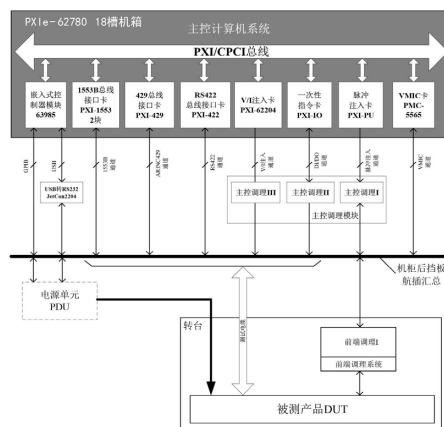 PXIe-62780 18槽机箱
主控计算机系统
PXI/CPCI总线
嵌入式控
制器模块
63985
1553B总线
接口卡
PXI-1553
2块
429总线
接口卡
PXI-429
RS422
总线接口卡
PXI-422
V/I注入卡
PXI-62204
一次性
指令卡
PXI-IO
脉冲
注入卡
PXI-PU
VMIC卡
PMC-
5565
GPIB
USB
1553B
通道
ARINC429
通道
RS422
通道
V/I注入
通道
DI/DO
通道
脉冲注入
通道
VMIC
通道
USB转RS232
JetCon2204
主控调理III
主控调理II
主控调理I
主控调理模块
机柜后挡板
航插汇总
电源单元
PDU
测试电缆
转台
前端调理I
前端调理系统
被测产品DUT